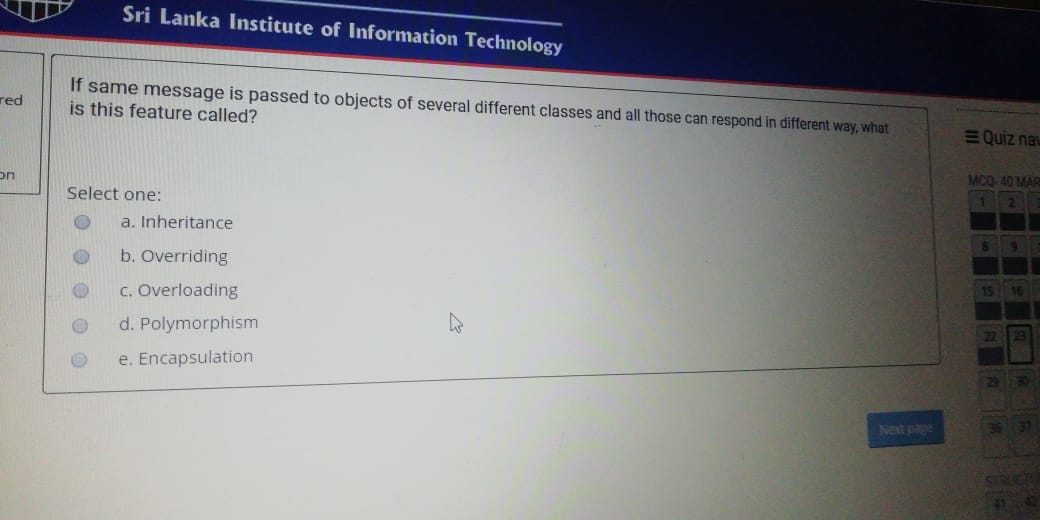 Sri Lanka Institute of Information Technology
red
on
If same message is passed to objects of several different classes and all those can respond in different way, what
is this feature called?
Select one:
a. Inheritance
b. Overriding
c. Overloading
d. Polymorphism
e. Encapsulation
Next page
Quiz nav
MCQ- 40 MAR
1 2
8 9
15 16
22 23
29 30
36 37
STRUCTU
41